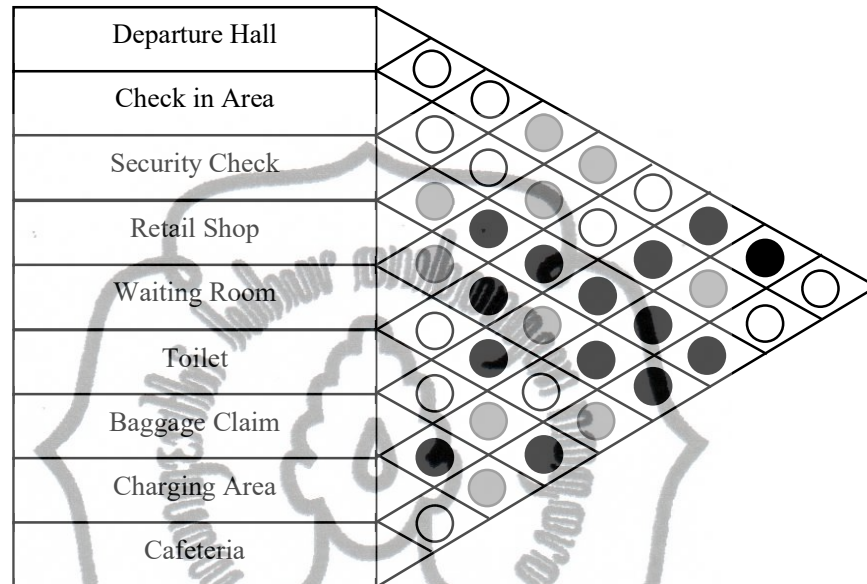 Departure Hall
Check in Area
Security Check
Retail Shop
Waiting Room
Toilet
Baggage Claim
Charging Area
Cafeteria